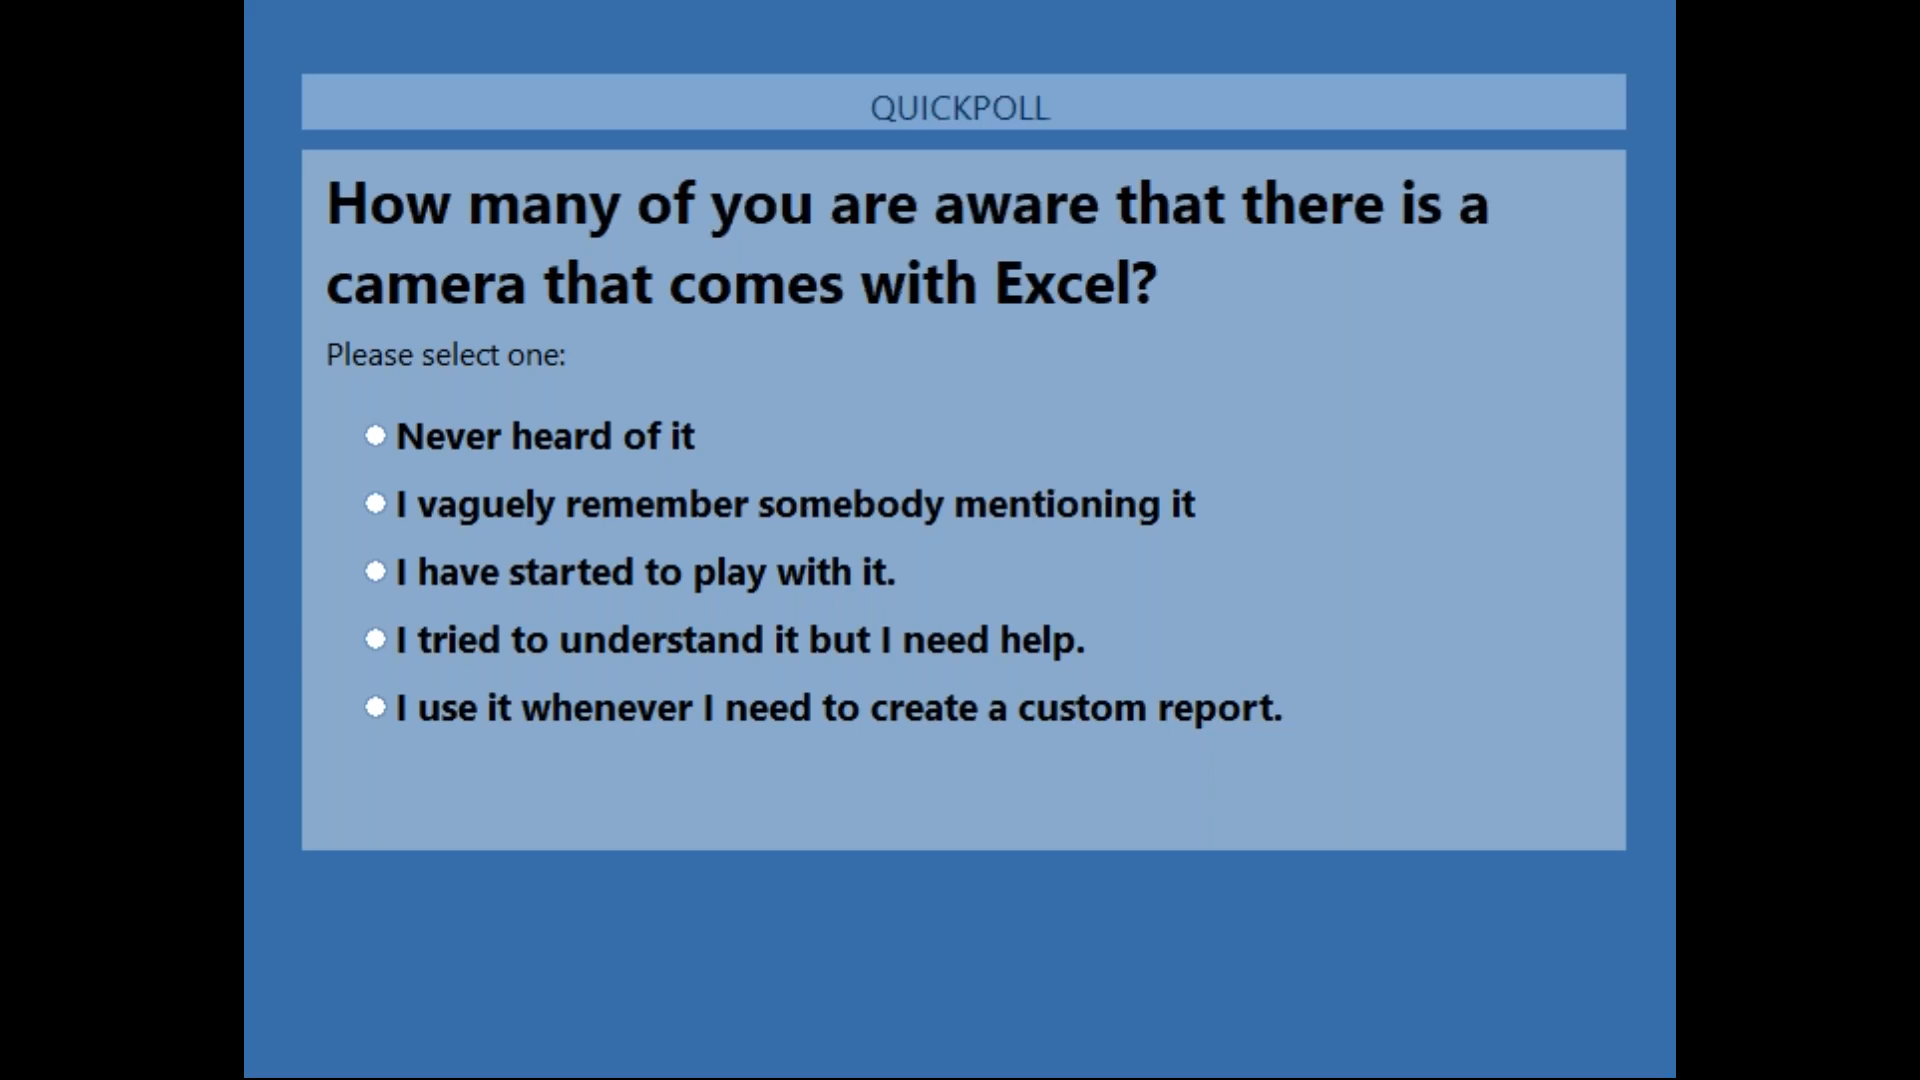 QUICKPOLL
How many of you are aware that there is a
camera that comes with Excel?
Please select one:
Never heard of it
I vaguely remember somebody mentioning it
I have started to play with it.
I tried to understand it but I need help.
I use it whenever I need to create a custom report.